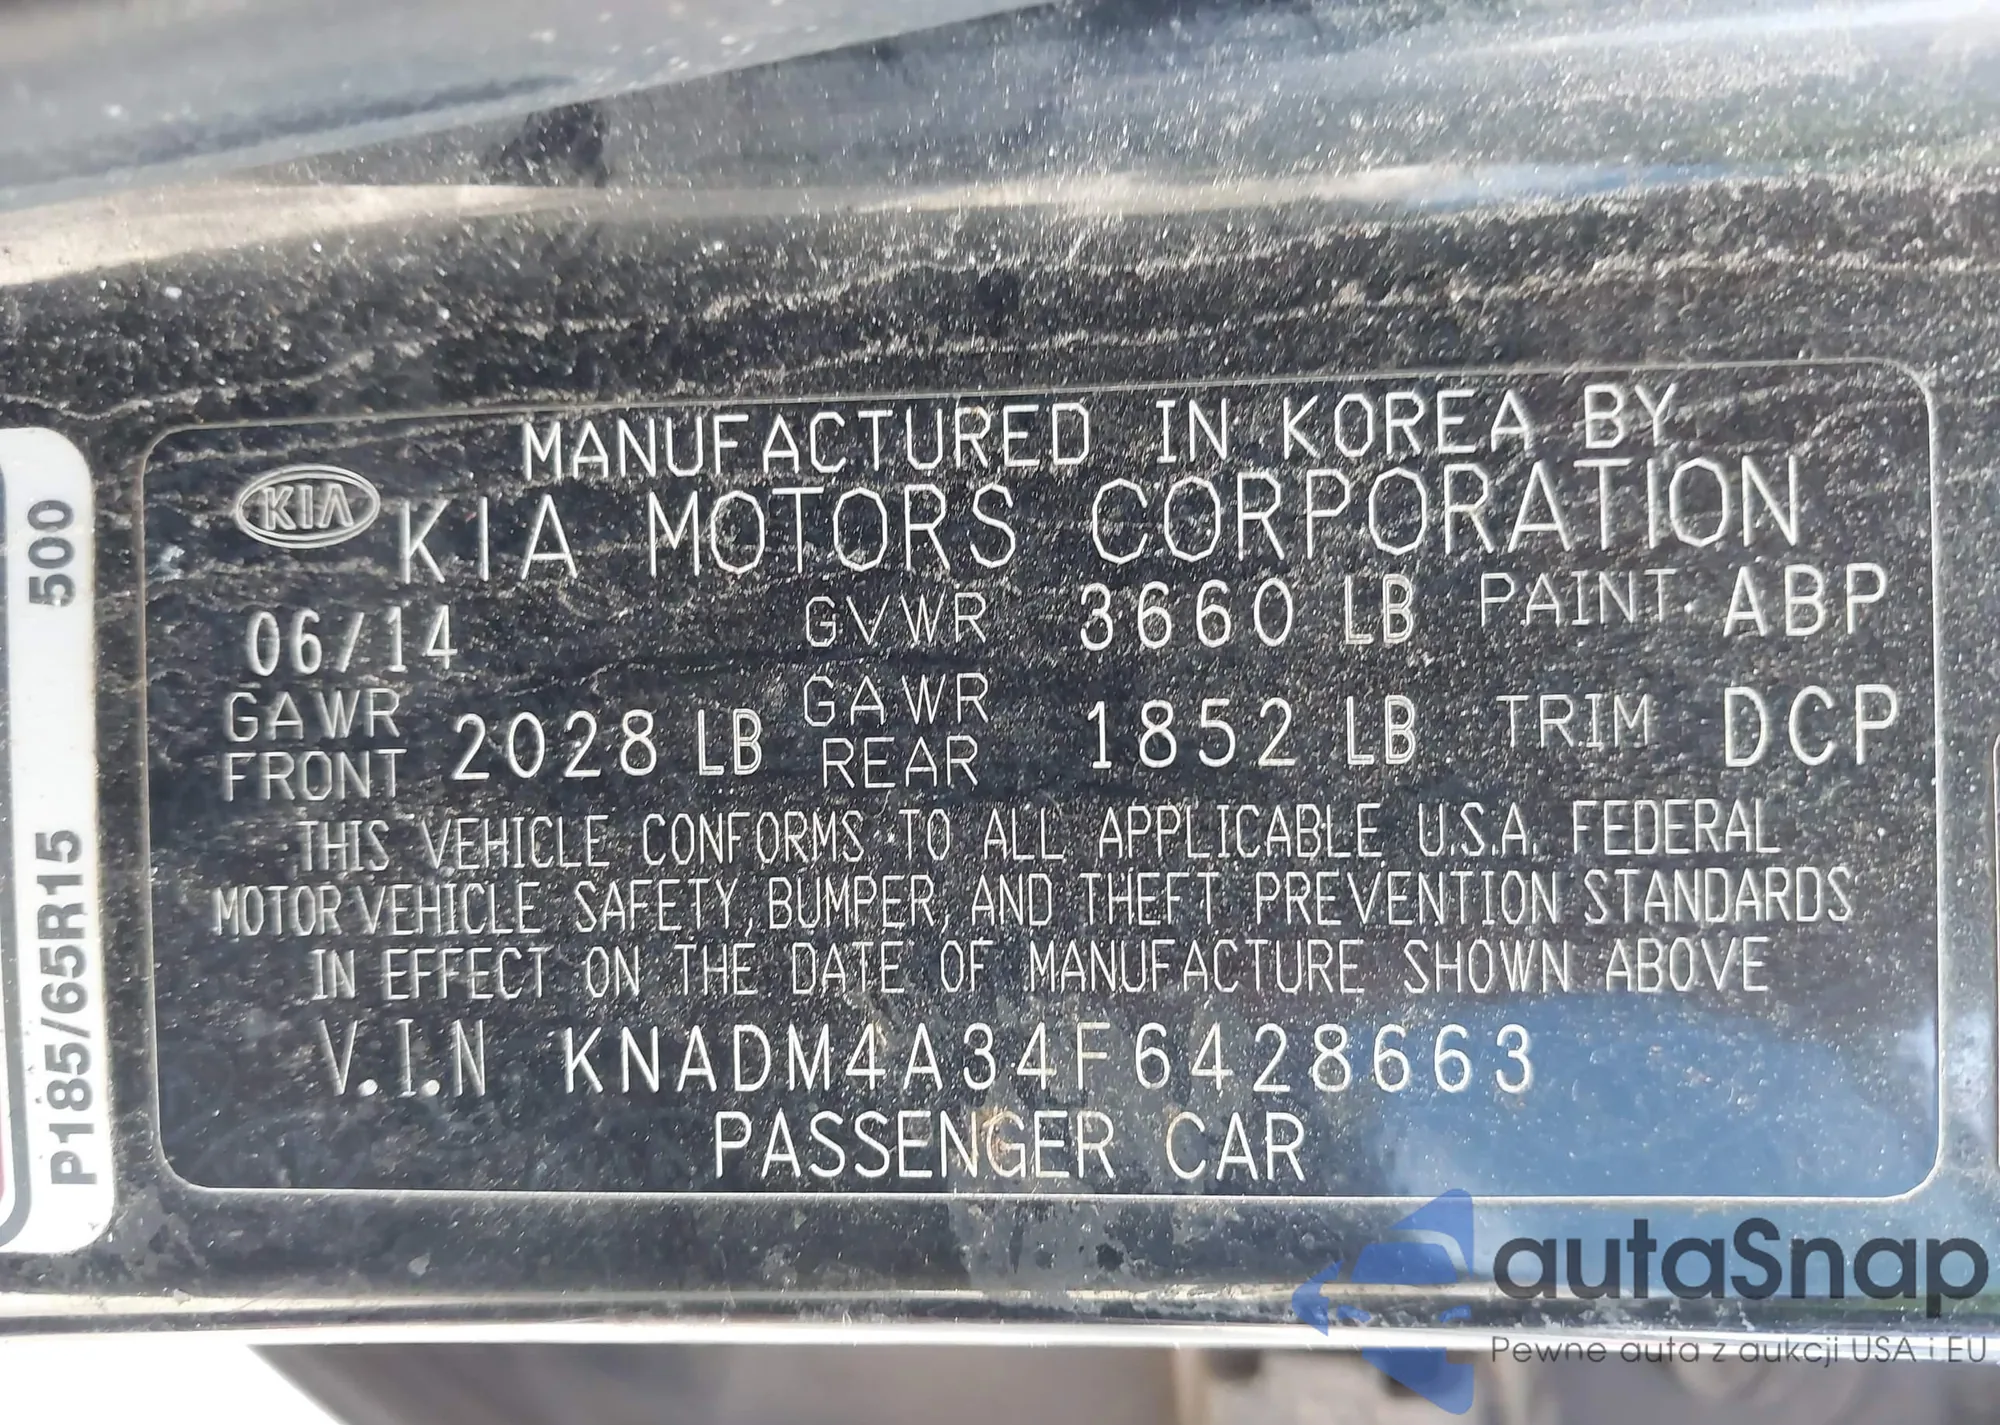 MANUFACTURED IN KOREA BY
KIA KIA MOTORS CORPORATION
06/14 GVWR 3660 LB PAINT ABP
GAWR FRONT 2028 LB GAWR REAR 1852 LB TRIM DCP
THIS VEHICLE CONFORMS TO ALL APPLICABLE U.S.A. FEDERAL
MOTOR VEHICLE SAFETY, BUMPER, AND THEFT PREVENTION STANDARDS
IN EFFECT ON THE DATE OF MANUFACTURE SHOWN ABOVE
V.I.N KNADM4A34F6428663
PASSENGER CAR
P185/65R15 500
autaSnap
Pewne auta z aukcji USA i EU